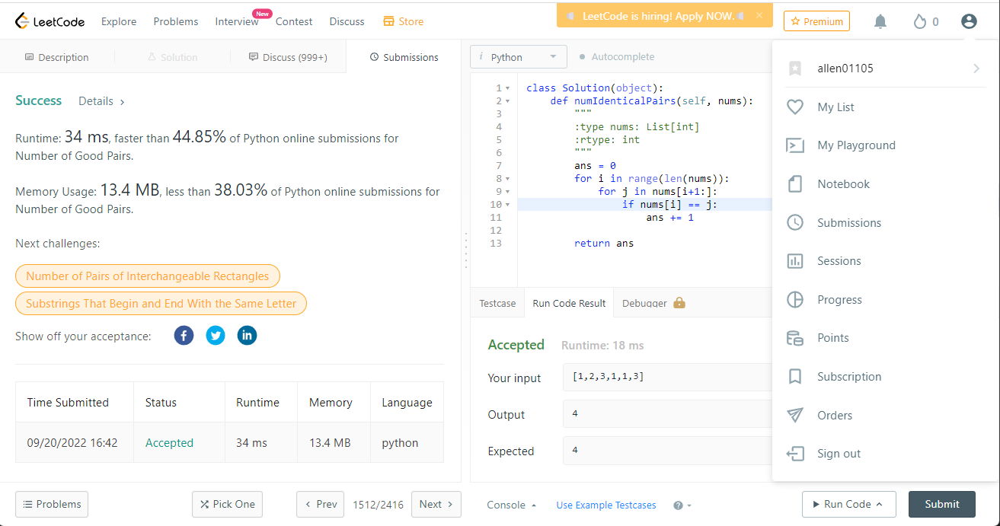 LeetCode
Explore
Problems
Interview
New
Contest
Discuss
Store
LeetCode is hiring! Apply NOW.
Premium
0
Description
Solution
Discuss (999+)
Submissions
Success
Details
Runtime: 34 ms, faster than 44.85% of Python online submissions for
Number of Good Pairs.
Memory Usage: 13.4 MB, less than 38.03% of Python online submissions for
Number of Good Pairs.
Next challenges:
Number of Pairs of Interchangeable Rectangles
Substrings That Begin and End With the Same Letter
Show off your acceptance:
Time Submitted Status Runtime Memory Language
09/20/2022 16:42 Accepted 34 ms 13.4 MB python
Problems
Pick One
Prev
1512/2416
Next
i Python
Autocomplete
1 class Solution(object):
2 def numIdenticalPairs(self, nums):
3 """
4 :type nums: List[int]
5 :rtype: int
6 """
7 ans = 0
8 for i in range(len(nums)):
9 for j in nums[i+1:]:
10 if nums[i] == j:
11 ans += 1
12
13 return ans
Testcase
Run Code Result
Debugger
Accepted
Runtime: 18 ms
Your input
[1,2,3,1,1,3]
Output
4
Expected
4
Console
Use Example Testcases
?
Run Code
Submit
allen01105
My List
My Playground
Notebook
Submissions
Sessions
Progress
Points
Subscription
Orders
Sign out